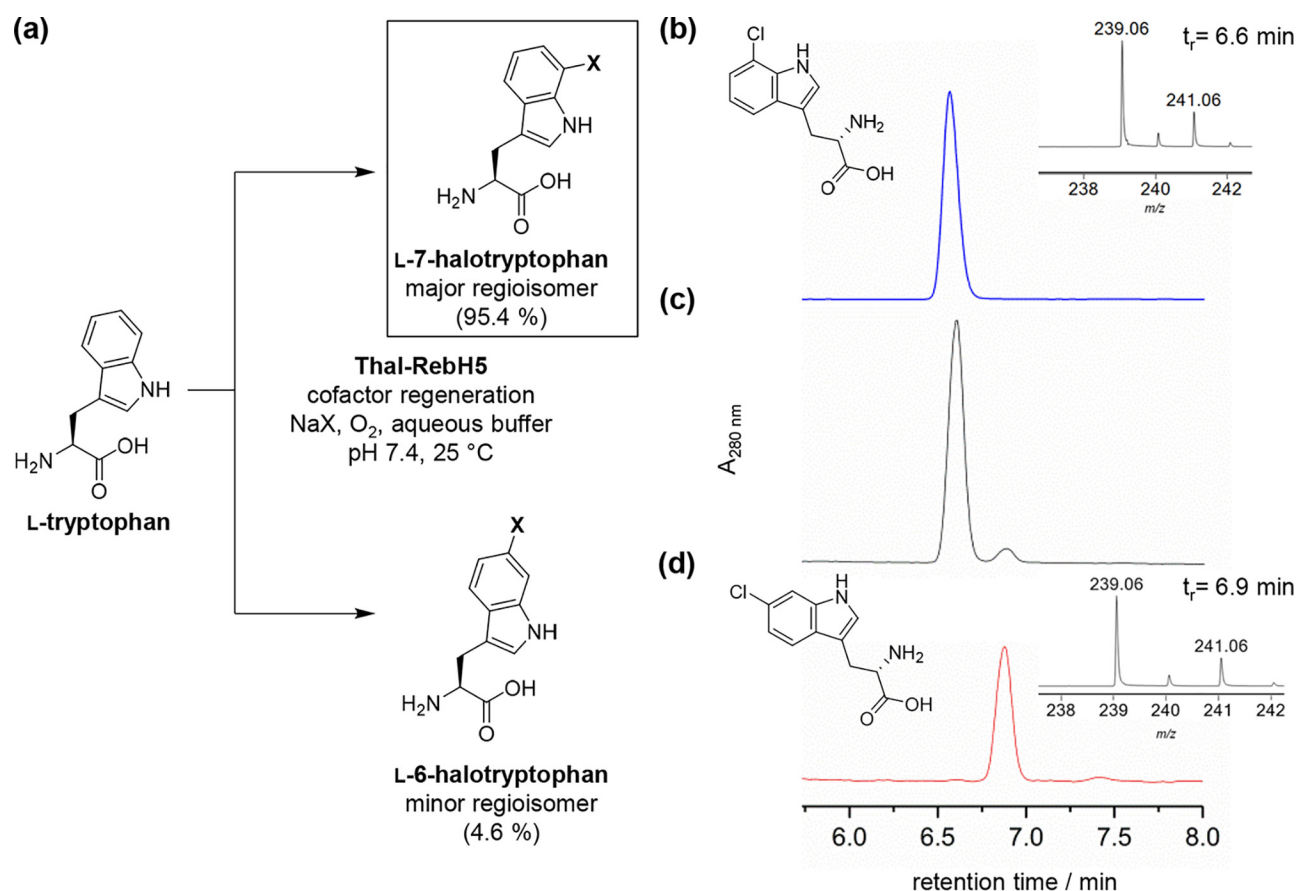 (a)
X
NH
H₂N
OH
O
L-7-halotryptophan
major regioisomer
(95.4 %)
NH
H₂N
OH
O
L-tryptophan
Thal-RebH5
cofactor regeneration
NaX, O₂, aqueous buffer
pH 7.4, 25 °C
X
NH
H₂N
OH
O
L-6-halotryptophan
minor regioisomer
(4.6 %)
(b)
Cl
H
N
NH₂
OH
O
239.06
241.06
238 240 242
m/z
tᵣ= 6.6 min
(c)
A₂₈₀ ₙₘ
(d)
Cl
H
N
NH₂
OH
O
239.06
241.06
238 239 240 241 242
m/z
tᵣ= 6.9 min
6.0 6.5 7.0 7.5 8.0
retention time / min